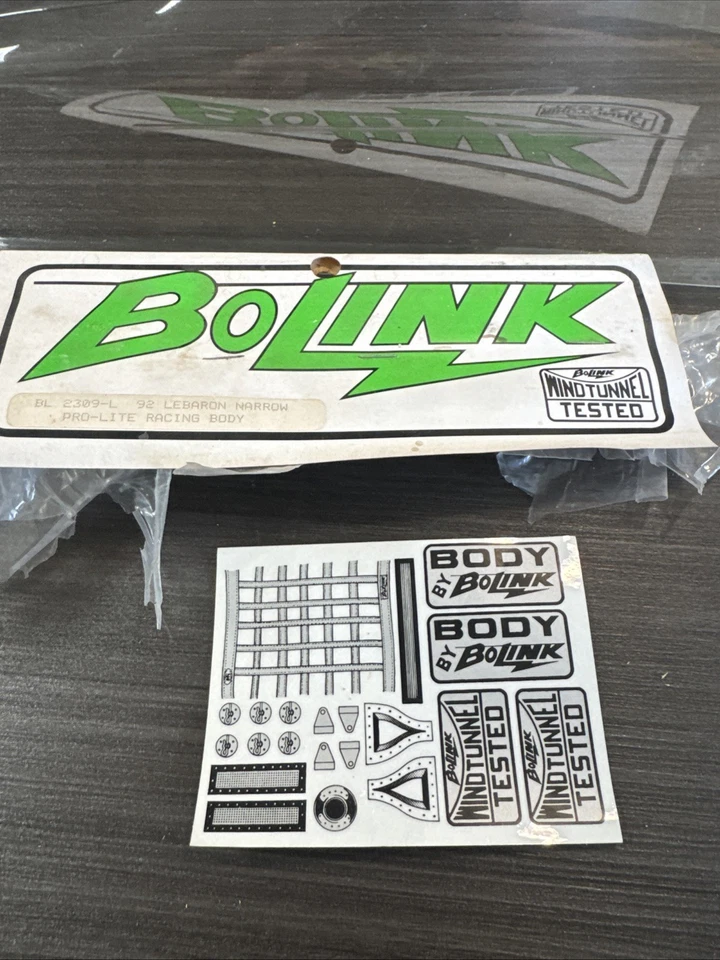 BOLINK
BOLINK
WINDTUNNEL
TESTED
BL 2309-L 92 LEBARON NARROW
PRO-LITE RACING BODY
BODY
BY BOLINK
BODY
BY BOLINK
BOLINK
WINDTUNNEL
TESTED
BOLINK
WINDTUNNEL
TESTED